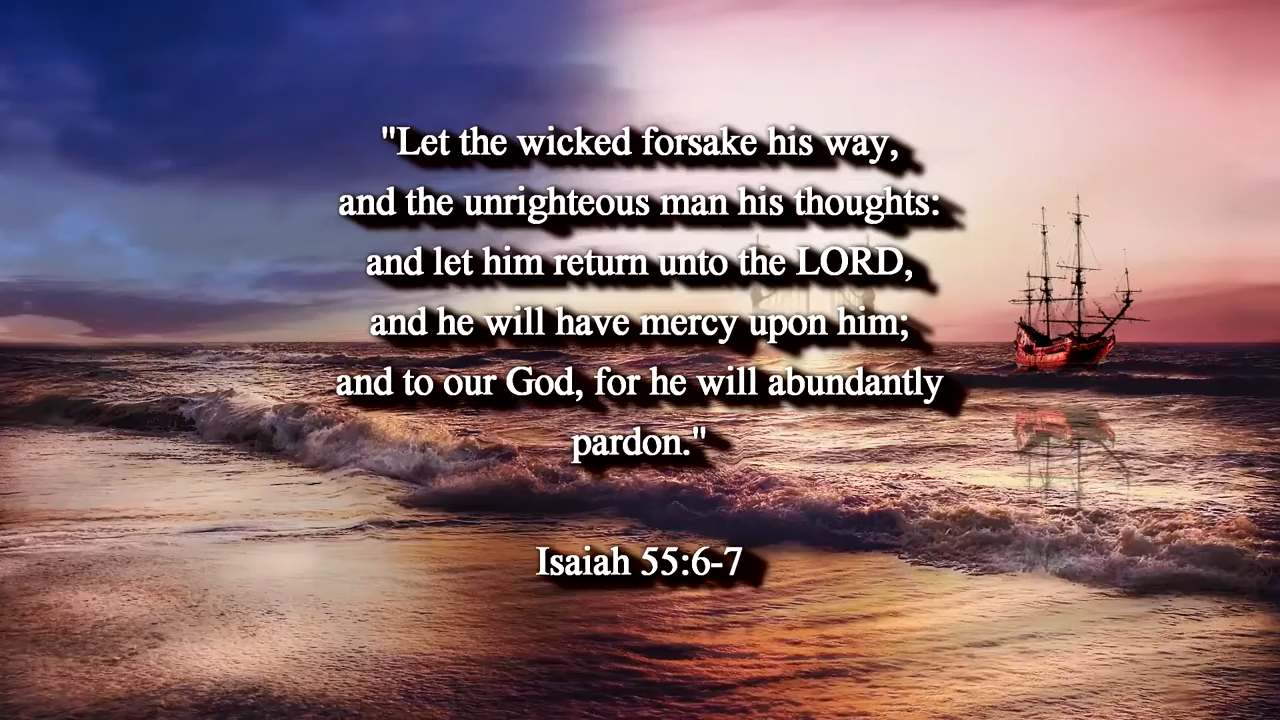 "Let the wicked forsake his way,
and the unrighteous man his thoughts:
and let him return unto the LORD,
and he will have mercy upon him;
and to our God, for he will abundantly
pardon."
Isaiah 55:6-7